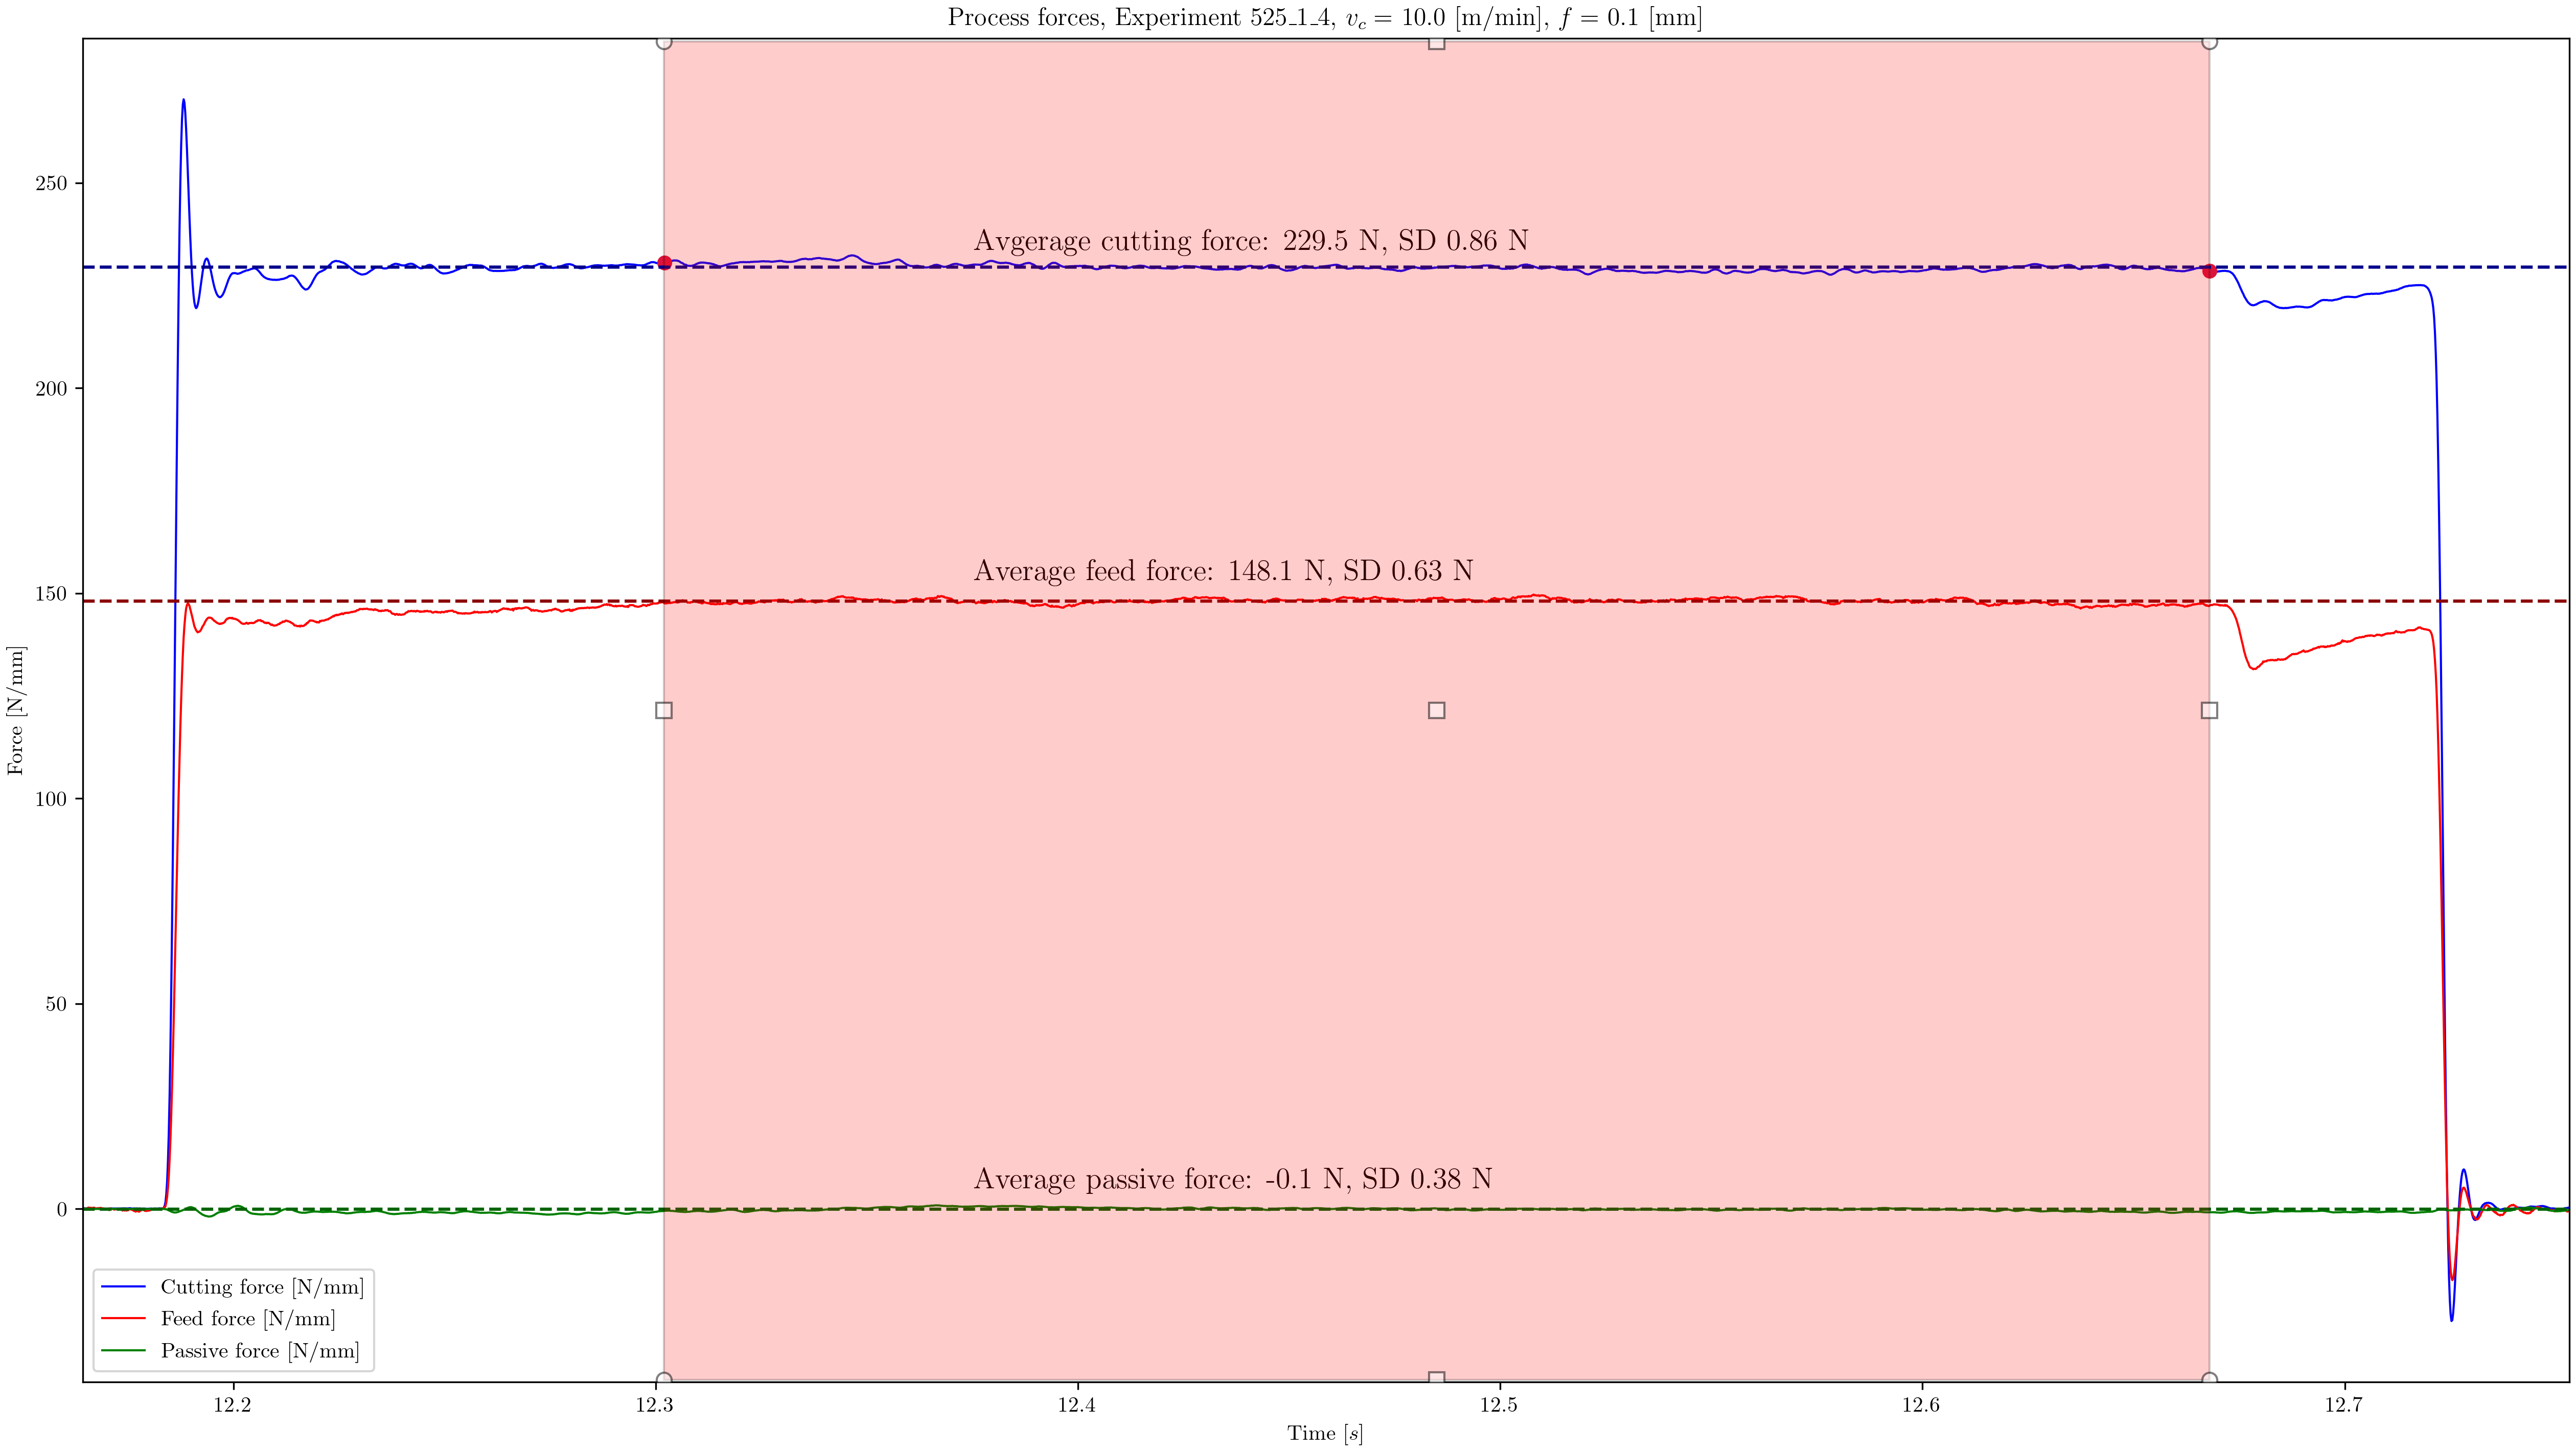 Process forces, Experiment 525_1_4, v_c = 10.0 [m/min], f = 0.1 [mm]
250
200
150
100
50
0
Force [N/mm]
Avgerage cutting force: 229.5 N, SD 0.86 N
Average feed force: 148.1 N, SD 0.63 N
Average passive force: -0.1 N, SD 0.38 N
Cutting force [N/mm]
Feed force [N/mm]
Passive force [N/mm]
12.2 12.3 12.4 12.5 12.6 12.7
Time [s]